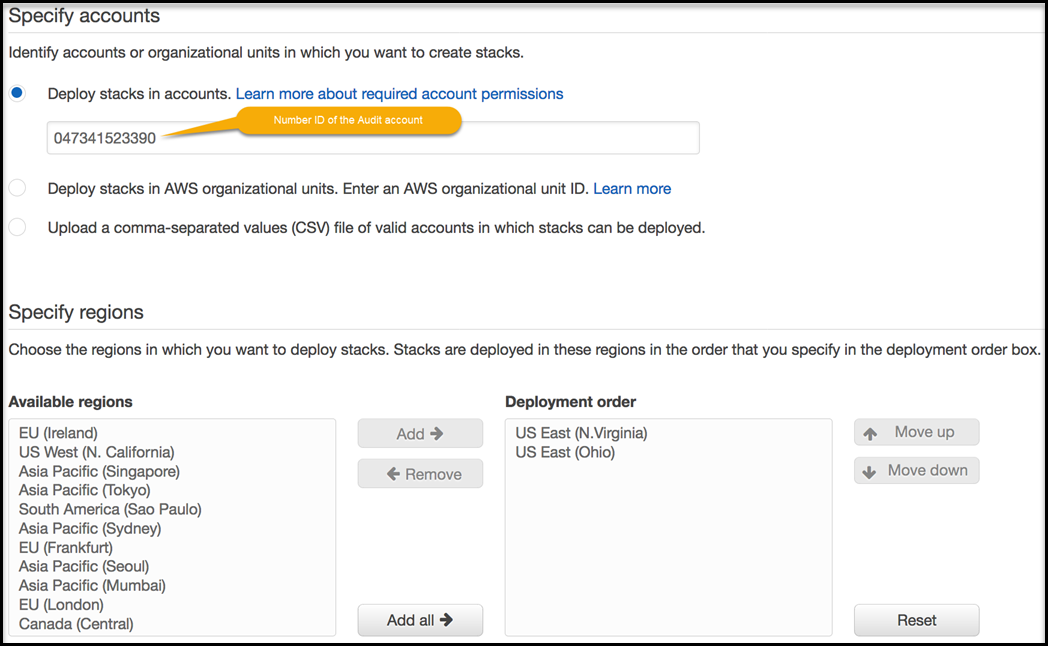 Specify accounts
Identify accounts or organizational units in which you want to create stacks.
Deploy stacks in accounts. Learn more about required account permissions
Number ID of the Audit account
047341523390
Deploy stacks in AWS organizational units. Enter an AWS organizational unit ID. Learn more
Upload a comma-separated values (CSV) file of valid accounts in which stacks can be deployed.
Specify regions
Choose the regions in which you want to deploy stacks. Stacks are deployed in these regions in the order that you specify in the deployment order box.
Available regions
EU (Ireland)
US West (N. California)
Asia Pacific (Singapore)
Asia Pacific (Tokyo)
South America (Sao Paulo)
Asia Pacific (Sydney)
EU (Frankfurt)
Asia Pacific (Seoul)
Asia Pacific (Mumbai)
EU (London)
Canada (Central)
Add
Remove
Add all
Deployment order
US East (N.Virginia)
US East (Ohio)
Move up
Move down
Reset